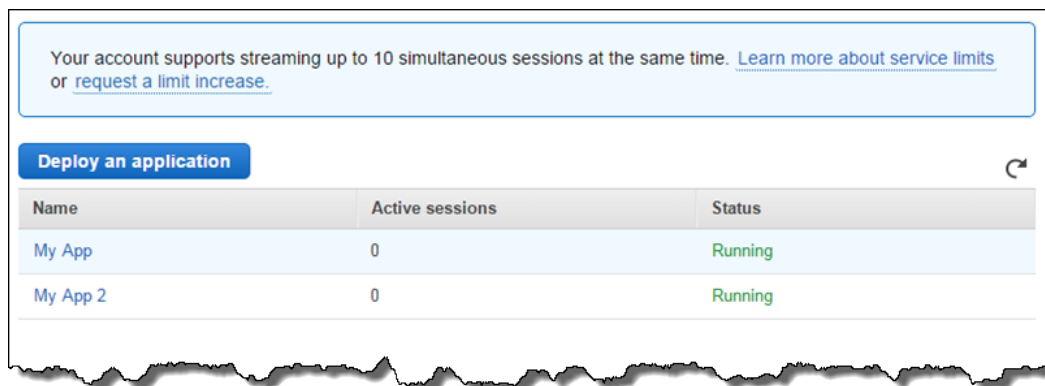 Your account supports streaming up to 10 simultaneous sessions at the same time. Learn more about service limits
or request a limit increase.
Deploy an application
Name Active sessions Status
My App 0 Running
My App 2 0 Running